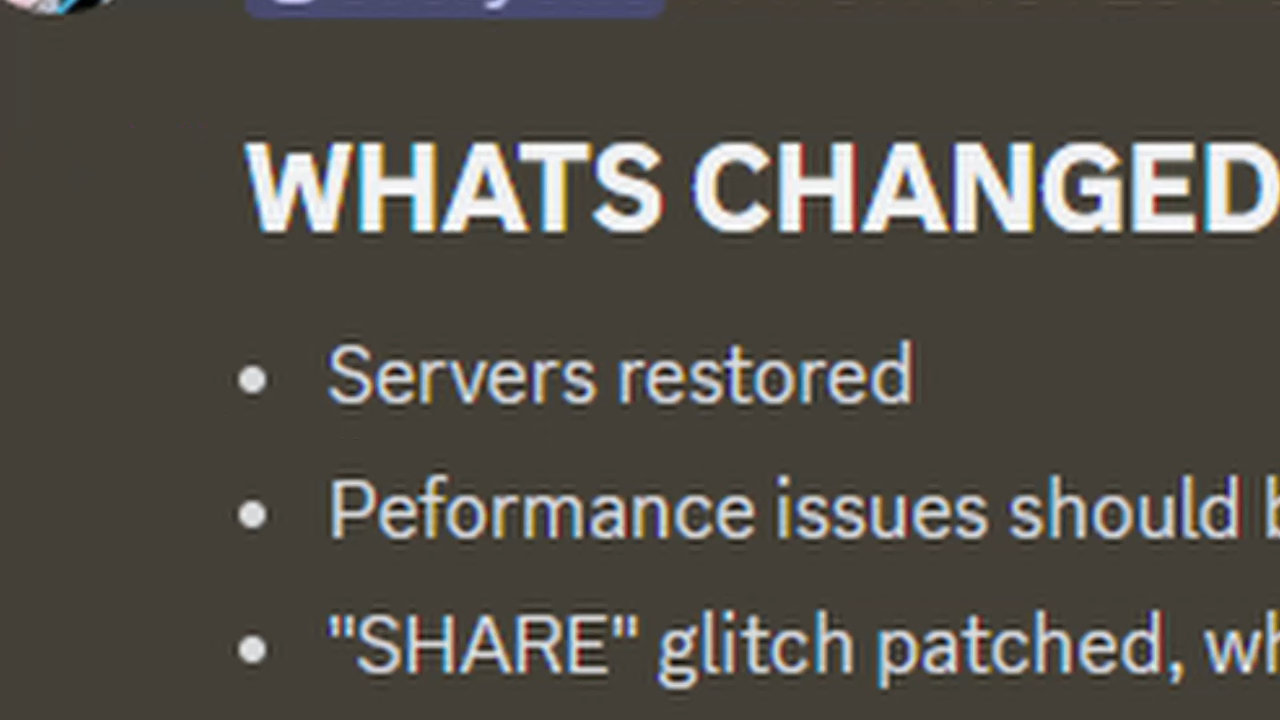 WHATS CHANGED
Servers restored
Peformance issues should
"SHARE" glitch patched,